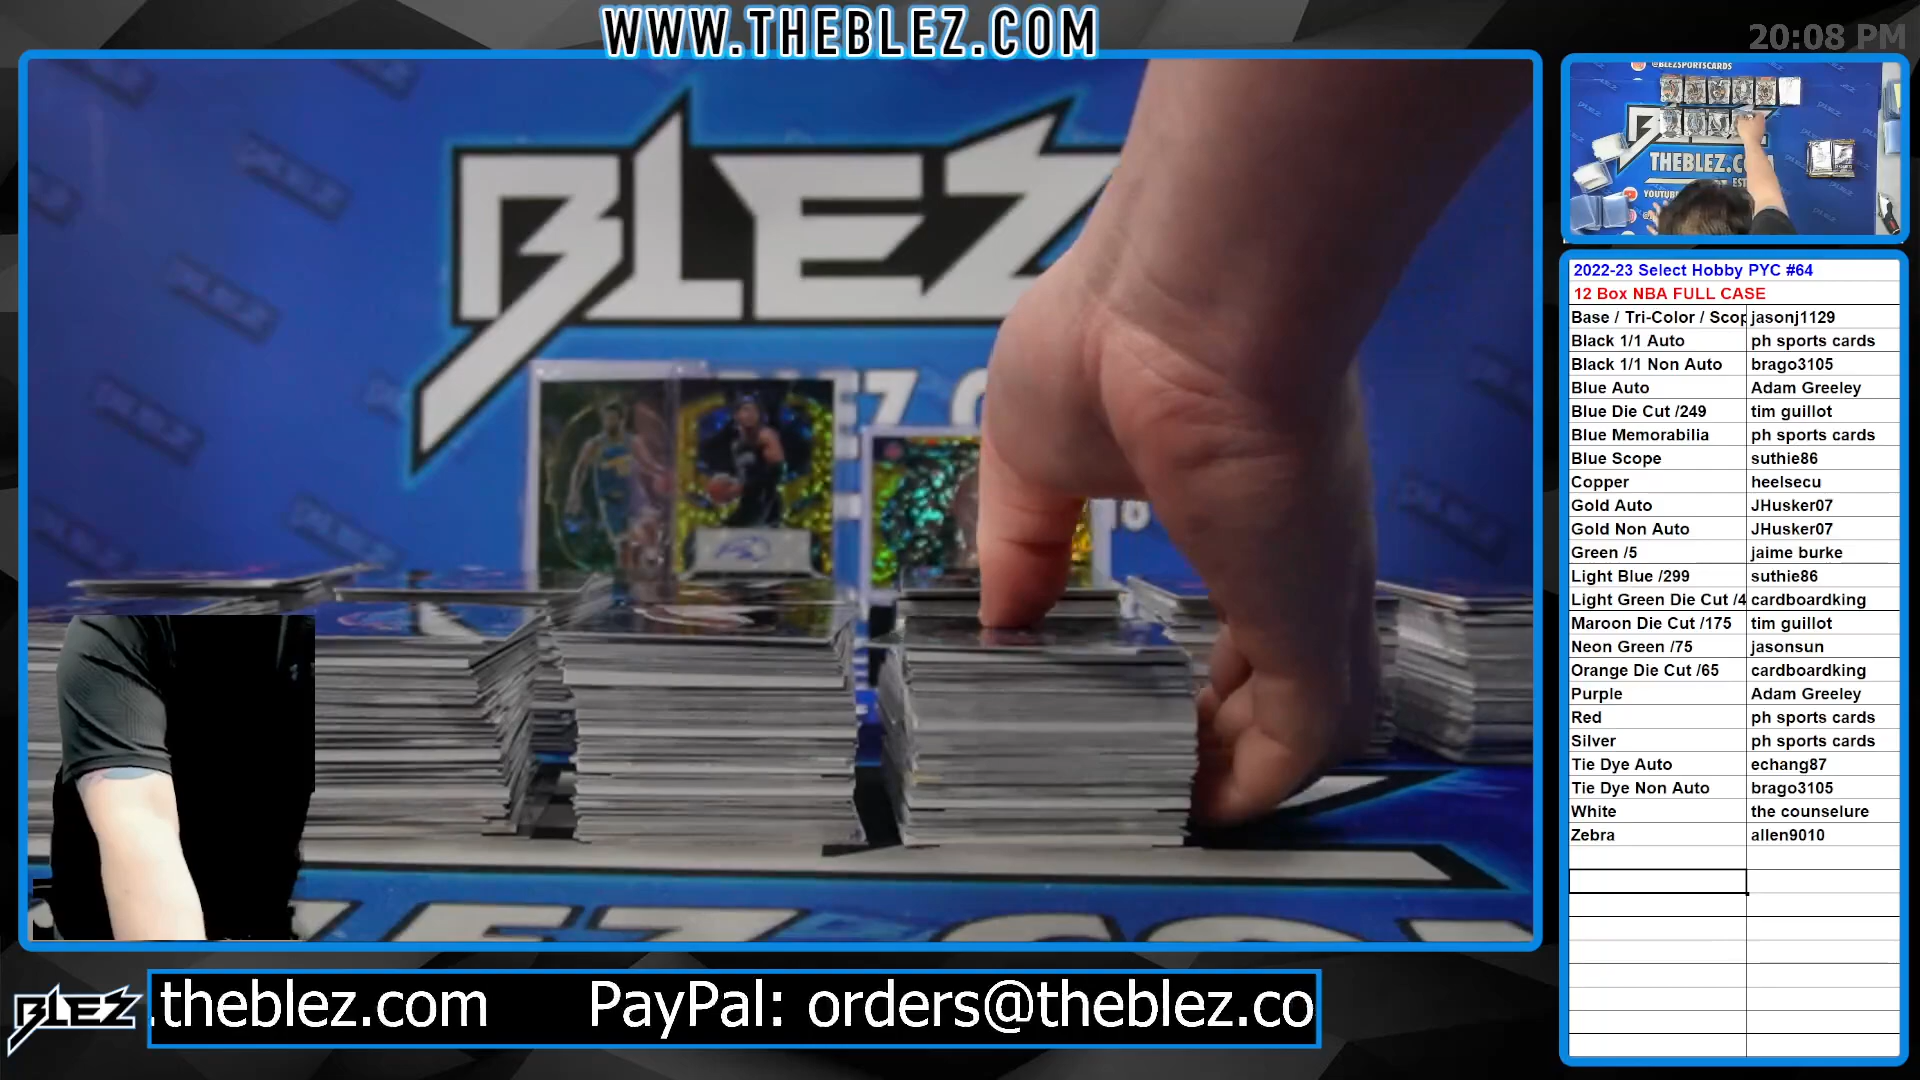 WWW.THEBLEZ.COM
20:08 PM
BLEZ
@BLEZSPORTSCARDS
THEBLEZ.COM
YOUTUBE
2022-23 Select Hobby PYC #64
12 Box NBA FULL CASE
Base / Tri-Color / Scop jasonj1129
Black 1/1 Auto ph sports cards
Black 1/1 Non Auto brago3105
Blue Auto Adam Greeley
Blue Die Cut /249 tim guillot
Blue Memorabilia ph sports cards
Blue Scope suthie86
Copper heelsecu
Gold Auto JHusker07
Gold Non Auto JHusker07
Green /5 jaime burke
Light Blue /299 suthie86
Light Green Die Cut /4 cardboardking
Maroon Die Cut /175 tim guillot
Neon Green /75 jasonsun
Orange Die Cut /65 cardboardking
Purple Adam Greeley
Red ph sports cards
Silver ph sports cards
Tie Dye Auto echang87
Tie Dye Non Auto brago3105
White the counselure
Zebra allen9010
BLEZ .theblez.com PayPal: orders@theblez.co